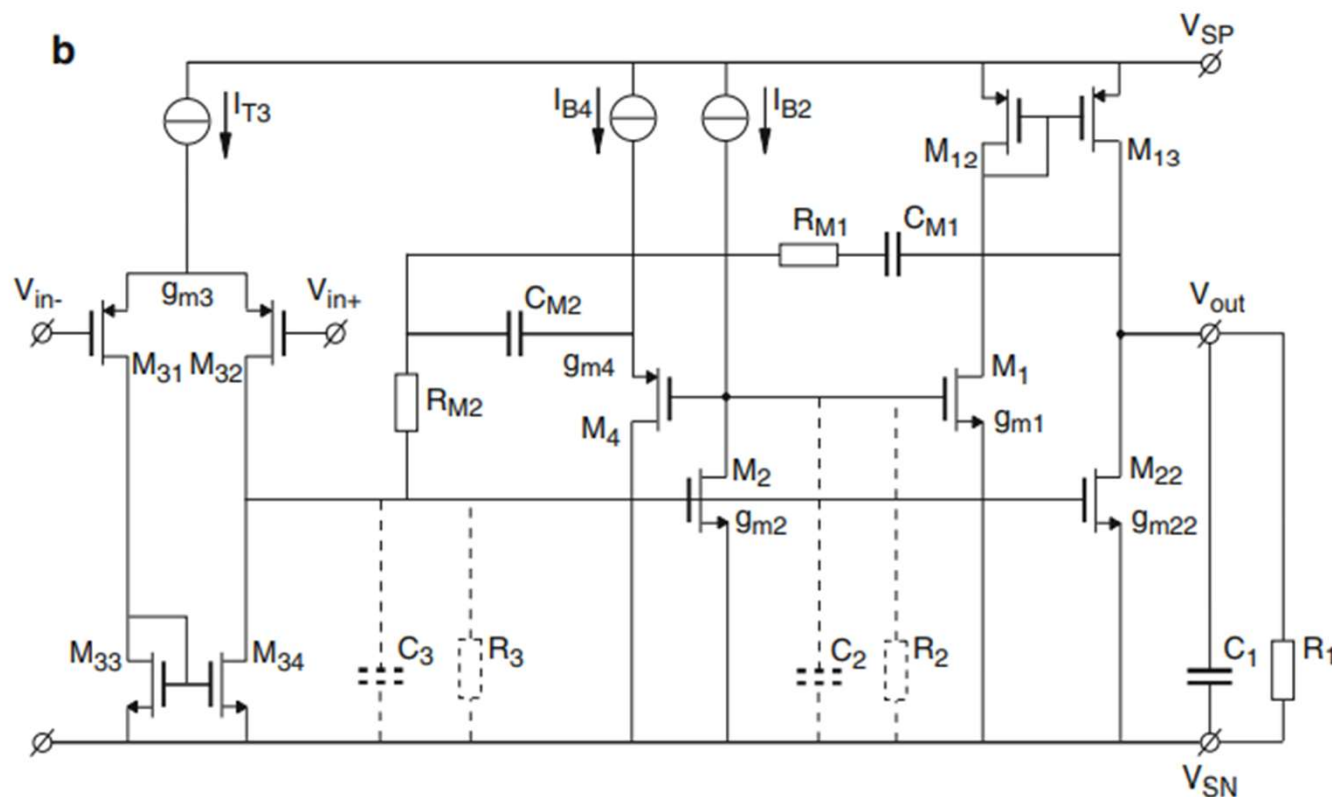 b
V_SP
I_T3
I_B4
I_B2
M_12
M_13
R_M1
C_M1
V_in-
g_m3
V_in+
C_M2
V_out
M_31
M_32
g_m4
M_1
R_M2
g_m1
M_4
M_2
M_22
g_m2
g_m22
M_33
M_34
C_3
R_3
C_2
R_2
C_1
R_1
V_SN